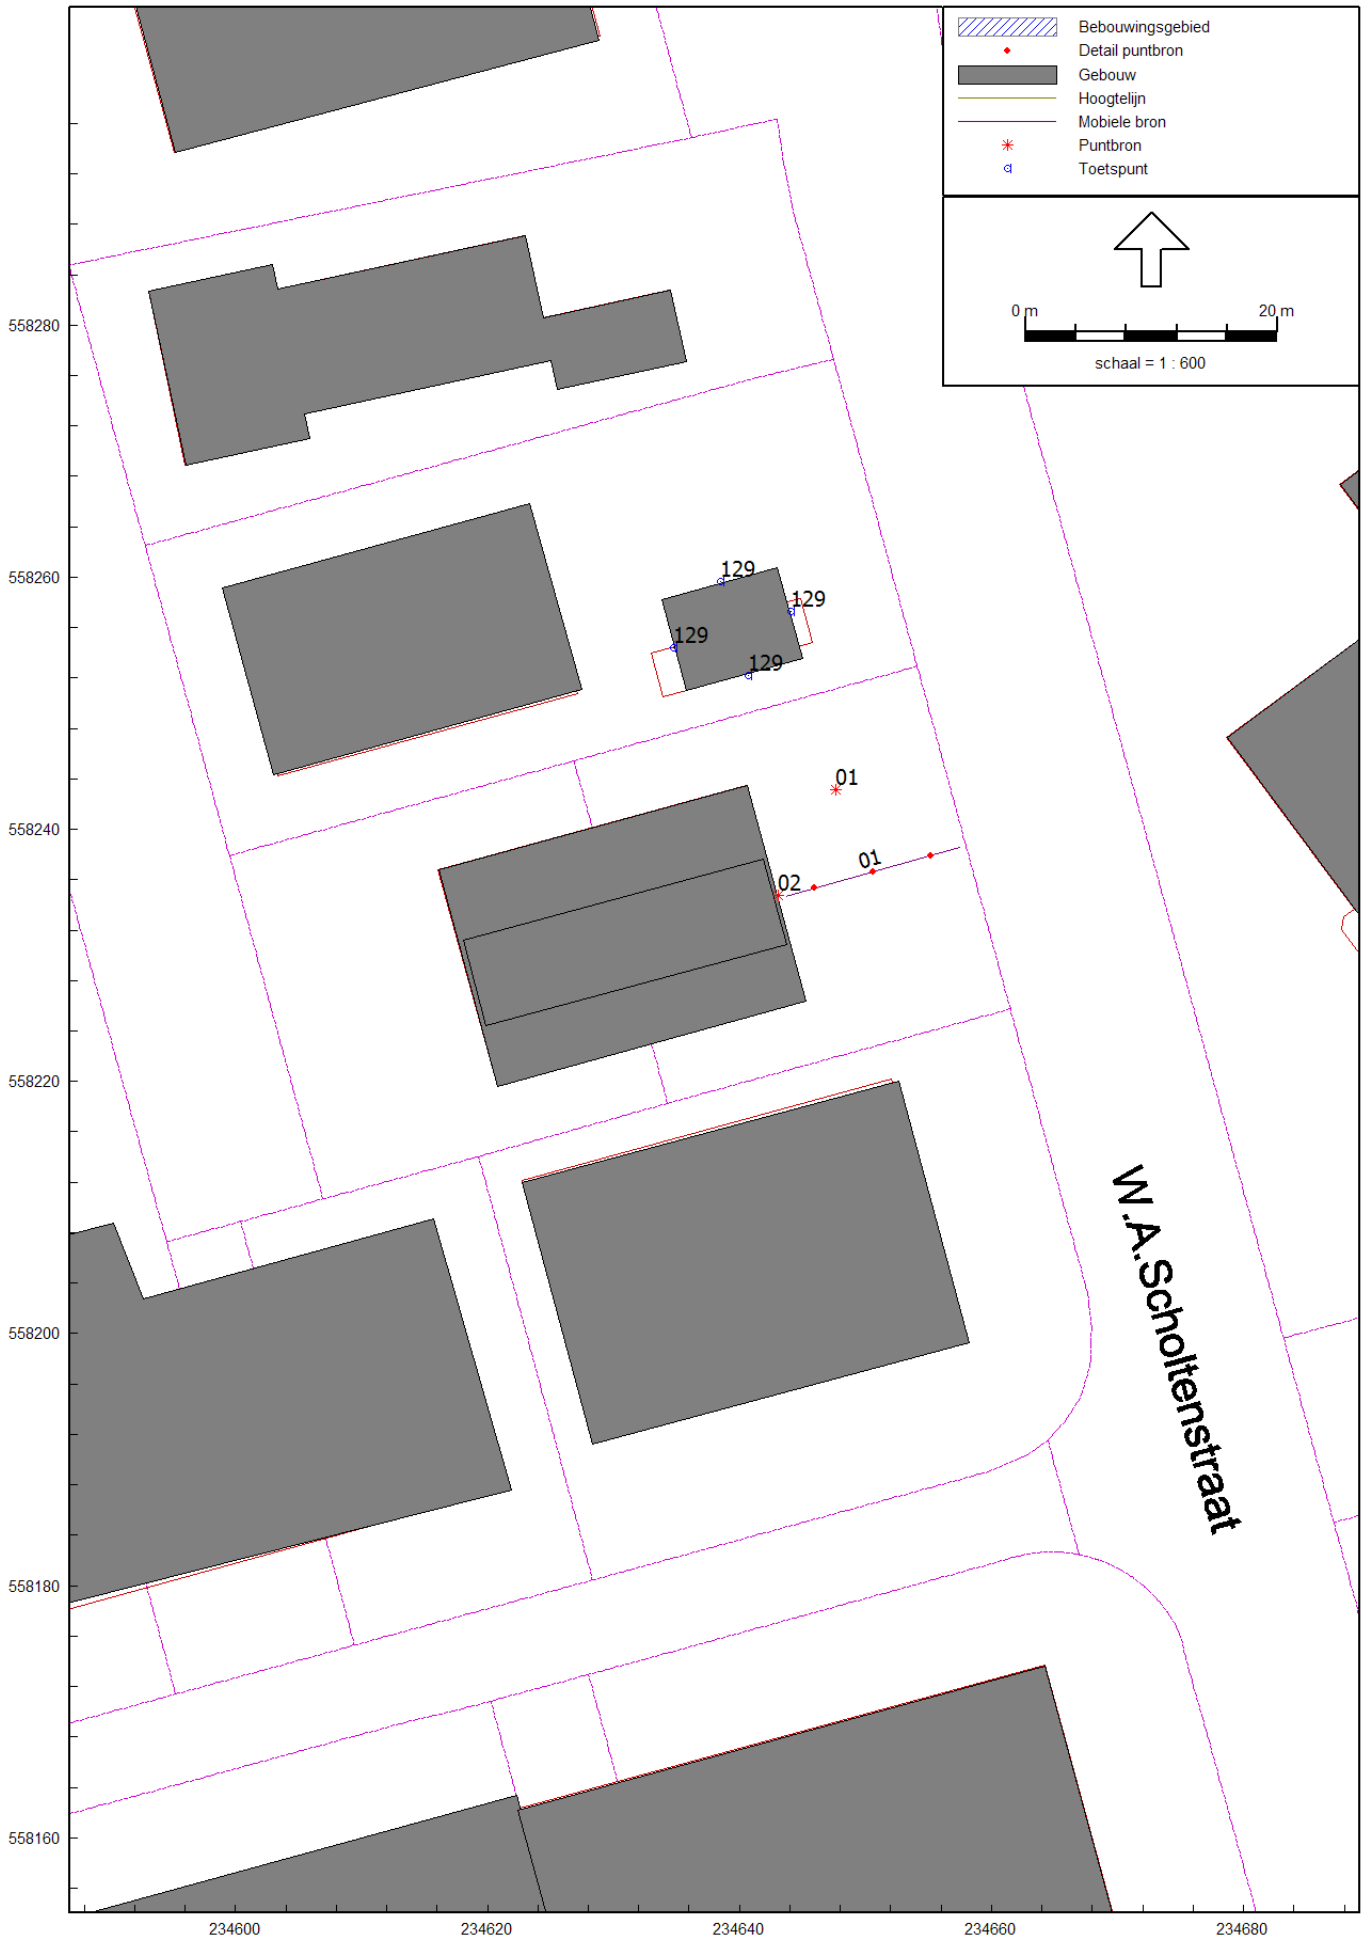 Bebouwingsgebied
Detail puntbron
Gebouw
Hoogtelijn
Mobiele bron
Puntbron
Toetspunt
0 m 20 m
schaal = 1 : 600
558280
558260
129
129
129
129
01
558240
01
02
558220
W.A.Scholtenstraat
558200
558180
558160
234600 234620 234640 234660 234680